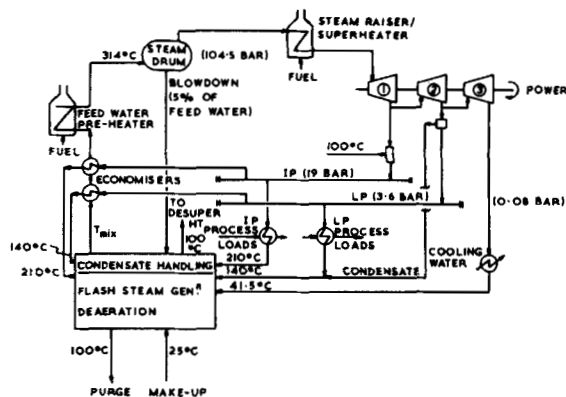 STEAM RAISER/
SUPERHEATER
314°C
STEAM
DRUM
(104·5 BAR)
FUEL
BLOWDOWN
(5% OF
FEED WATER)
FEED WATER
PRE-HEATER
FUEL
1
2
3
POWER
100°C
ECONOMISERS
IP (19 BAR)
LP (3·6 BAR)
(0·08 BAR)
TO
DESUPER
HT
100
°C
IP
PROCESS
LOADS
LP
PROCESS
LOADS
COOLING
WATER
Tmix
140°C
210°C
210°C
140°C
CONDENSATE
41·5°C
CONDENSATE HANDLING
FLASH STEAM GEN.R
DEAERATION
100°C
25°C
PURGE
MAKE-UP